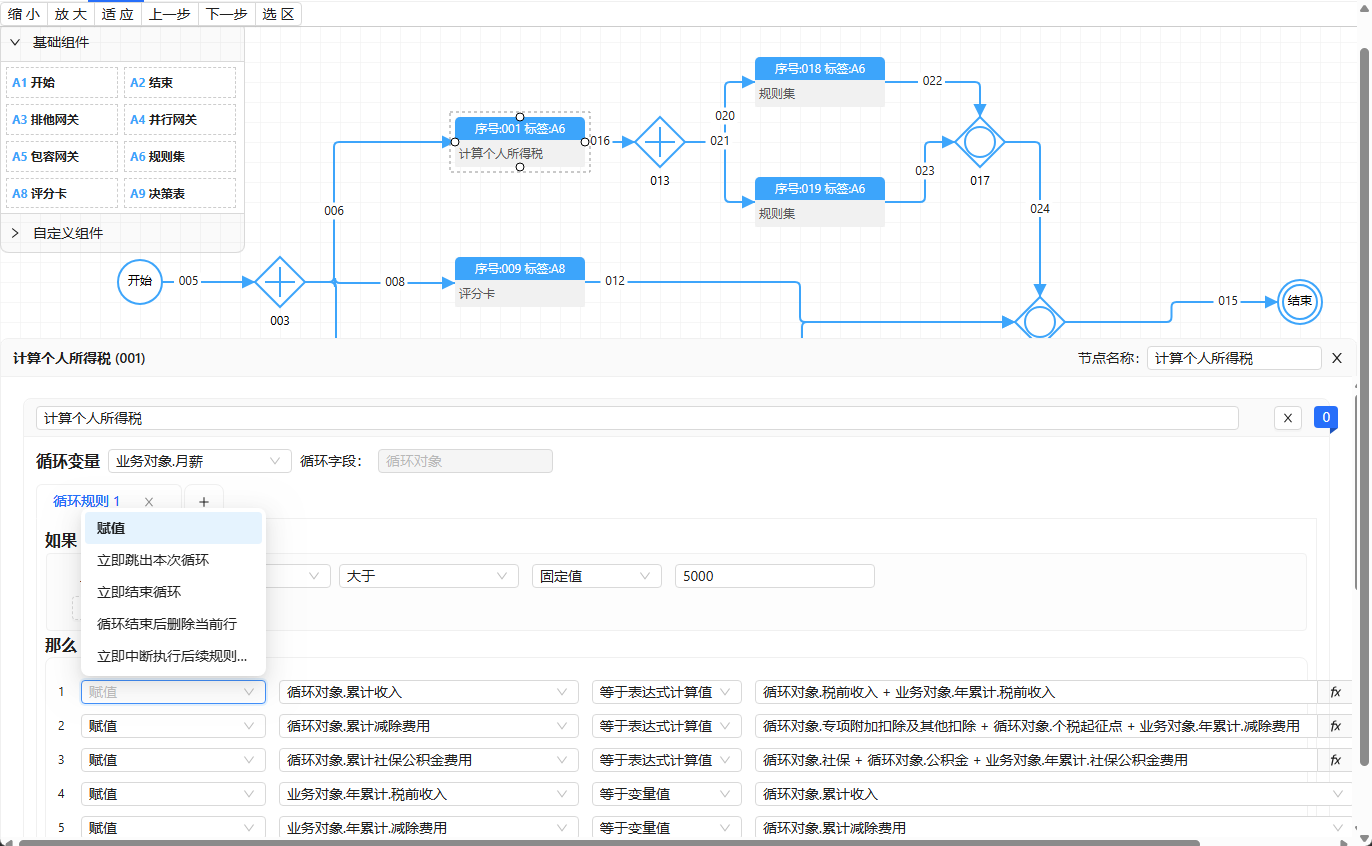 缩 小 放 大 适 应 上一步 下一步 选 区
基础组件
A1 开始 A2 结束
A3 排他网关 A4 并行网关
A5 包容网关 A6 规则集
A8 评分卡 A9 决策表
自定义组件
序号:018 标签:A6
规则集
022
020
序号:001 标签:A6
计算个人所得税
016
021
013
023
017
序号:019 标签:A6
规则集
006
024
开始
005
003
008
序号:009 标签:A8
评分卡
012
015
结束
计算个人所得税 (001)
节点名称: 计算个人所得税 X
计算个人所得税 X 0
循环变量 业务对象.月薪 循环字段: 循环对象
循环规则 1 X +
赋值
如果
立即跳出本次循环
大于 固定值 5000
立即结束循环
循环结束后删除当前行
那么
立即中断执行后续规则...
1 赋值 循环对象.累计收入 等于表达式计算值 循环对象.税前收入 + 业务对象.年累计.税前收入 fx
2 赋值 循环对象.累计减除费用 等于表达式计算值 循环对象.专项附加扣除及其他扣除 + 循环对象.个税起征点 + 业务对象.年累计.减除费用 fx
3 赋值 循环对象.累计社保公积金费用 等于表达式计算值 循环对象.社保 + 循环对象.公积金 + 业务对象.年累计.社保公积金费用 fx
4 赋值 业务对象.年累计.税前收入 等于变量值 循环对象.累计收入
5 赋值 业务对象.年累计.减除费用 等于变量值 循环对象.累计减除费用